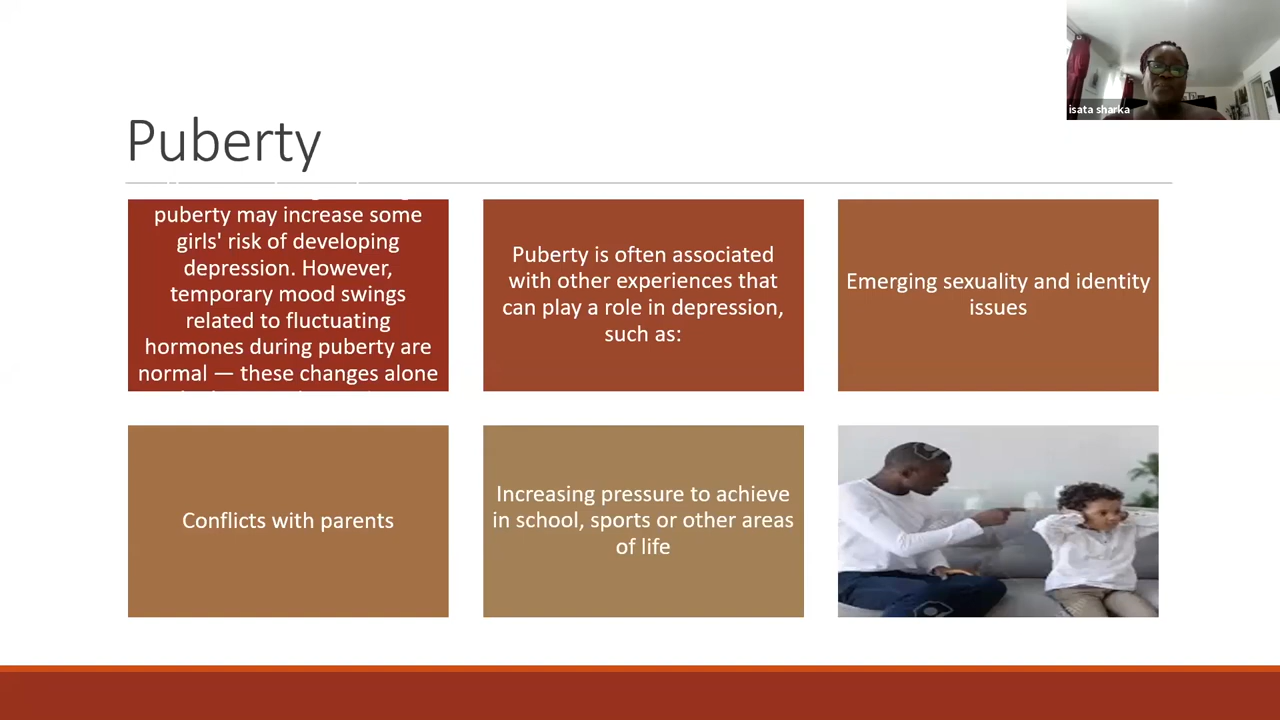 isata sharka
Puberty
puberty may increase some
girls' risk of developing
depression. However,
temporary mood swings
related to fluctuating
hormones during puberty are
normal — these changes alone
Puberty is often associated
with other experiences that
can play a role in depression,
such as:
Emerging sexuality and identity
issues
Conflicts with parents
Increasing pressure to achieve
in school, sports or other areas
of life